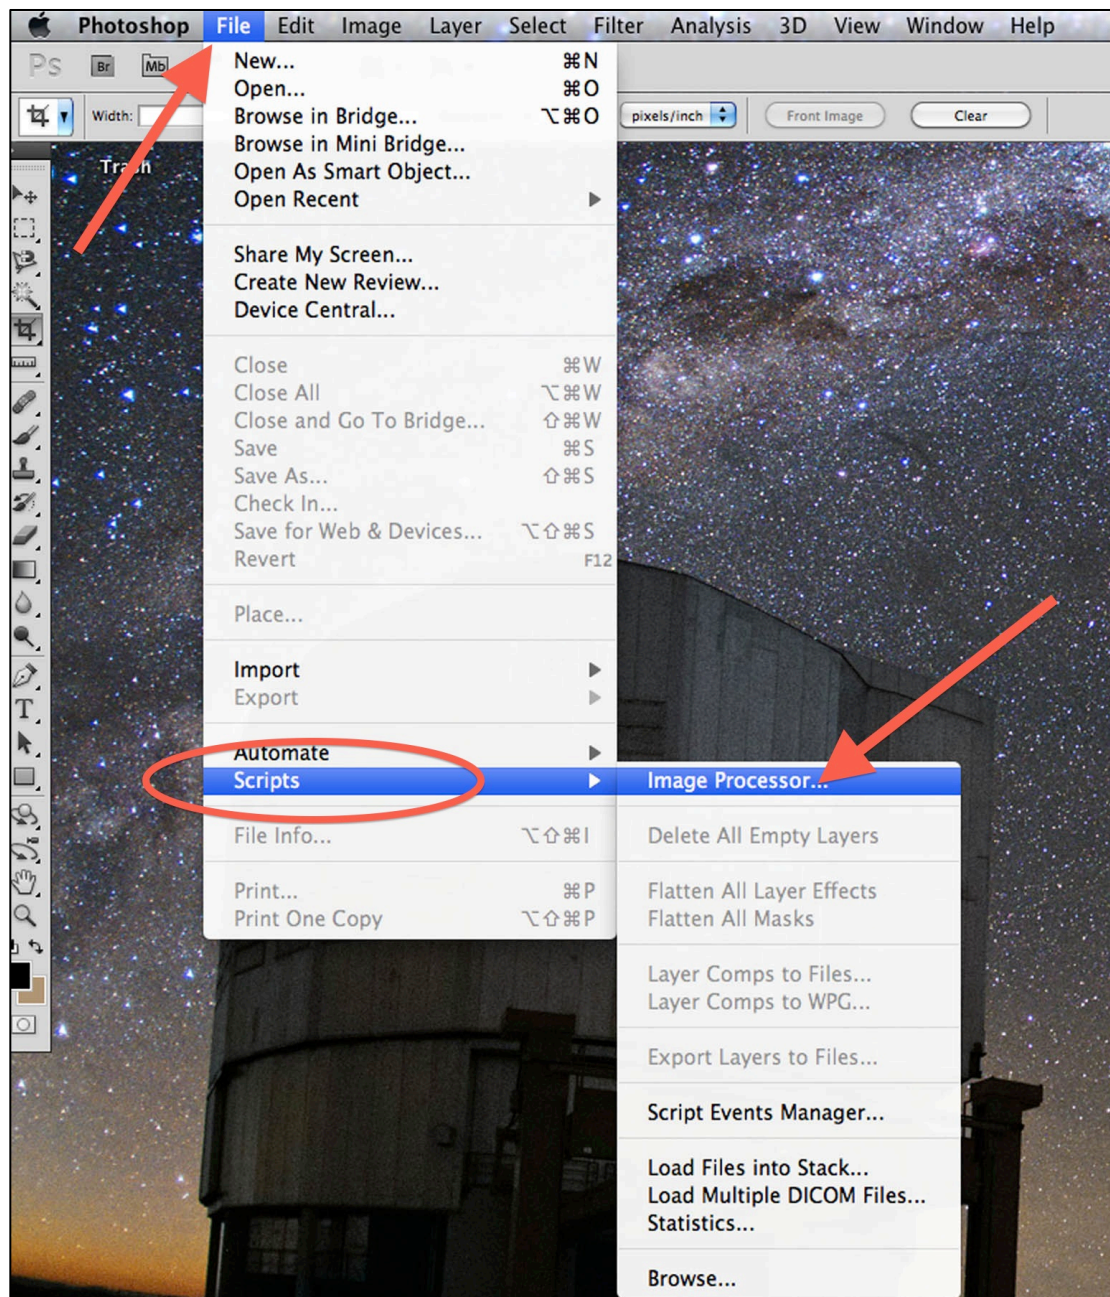 Photoshop File Edit Image Layer Select Filter Analysis 3D View Window Help
Ps Br Mb
Width: pixels/inch Front Image Clear
Trash
New... ⌘N
Open... ⌘O
Browse in Bridge... ⌥⌘O
Browse in Mini Bridge...
Open As Smart Object...
Open Recent
Share My Screen...
Create New Review...
Device Central...
Close ⌘W
Close All ⌥⌘W
Close and Go To Bridge... ⇧⌘W
Save ⌘S
Save As... ⇧⌘S
Check In...
Save for Web & Devices... ⌥⇧⌘S
Revert F12
Place...
Import
Export
Automate
Scripts
File Info... ⌥⇧⌘I
Print... ⌘P
Print One Copy ⌥⇧⌘P
Image Processor...
Delete All Empty Layers
Flatten All Layer Effects
Flatten All Masks
Layer Comps to Files...
Layer Comps to WPG...
Export Layers to Files...
Script Events Manager...
Load Files into Stack...
Load Multiple DICOM Files...
Statistics...
Browse...